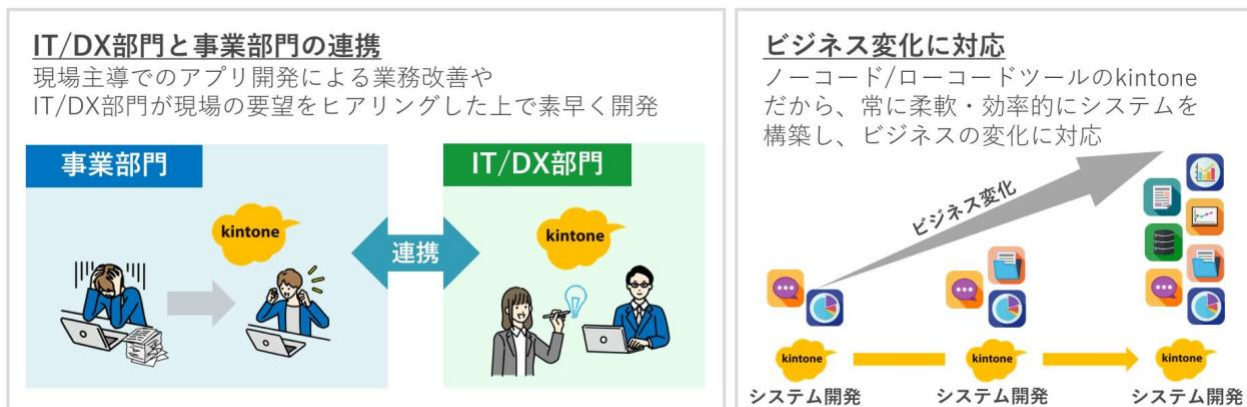 IT/DX部門と事業部門の連携
現場主導でのアプリ開発による業務改善や
IT/DX部門が現場の要望をヒアリングした上で素早く開発
事業部門
kintone
連携
IT/DX部門
kintone
ビジネス変化に対応
ノーコード/ローコードツールのkintone
だから、常に柔軟・効率的にシステムを
構築し、ビジネスの変化に対応
ビジネス変化
kintone
システム開発
kintone
システム開発
kintone
システム開発